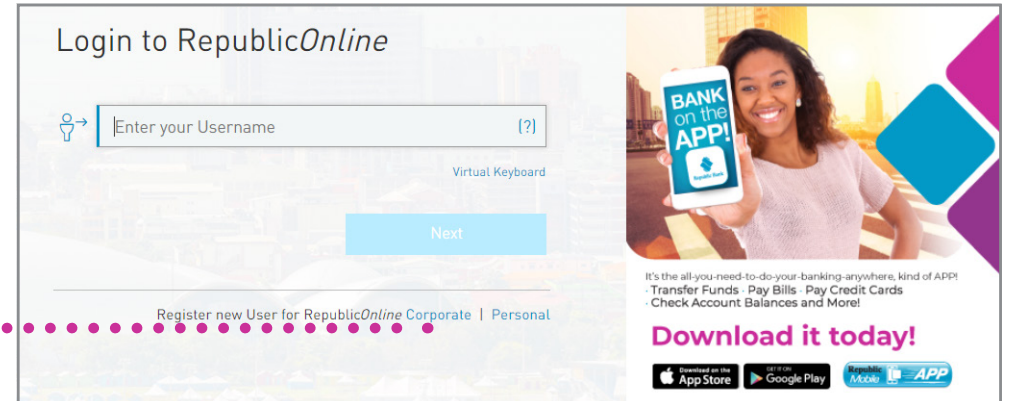 Login to RepublicOnline
Enter your Username (?)
Virtual Keyboard
Next
Register new User for RepublicOnline Corporate | Personal
BANK
on the
APP!
Republic Bank
It's the all-you-need-to-do-your-banking-anywhere, kind of APP!
· Transfer Funds · Pay Bills · Pay Credit Cards
· Check Account Balances and More!
Download it today!
Download on the
App Store
GET IT ON
Google Play
Republic
Mobile APP